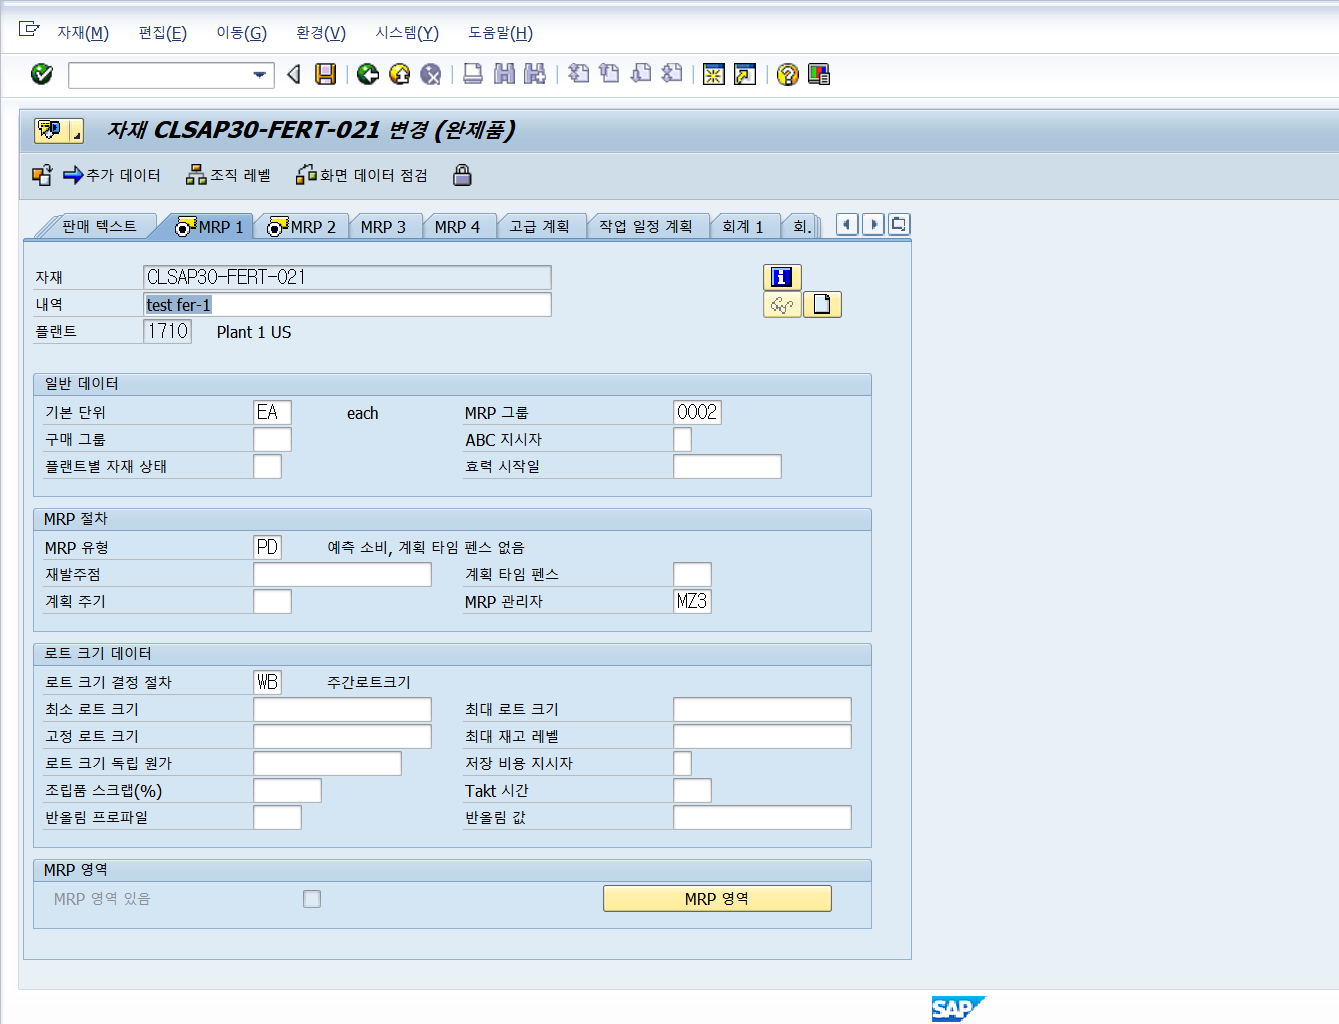 자재(M) 편집(E) 이동(G) 환경(V) 시스템(Y) 도움말(H)
자재 CLSAP30-FERT-021 변경 (완제품)
추가 데이터 조직 레벨 화면 데이터 점검
판매 텍스트 MRP 1 MRP 2 MRP 3 MRP 4 고급 계획 작업 일정 계획 회계 1 회.
자재 CLSAP30-FERT-021
내역 test fer-1
플랜트 1710 Plant 1 US
일반 데이터
기본 단위 EA each MRP 그룹 0002
구매 그룹 ABC 지시자
플랜트별 자재 상태 효력 시작일
MRP 절차
MRP 유형 PD 예측 소비, 계획 타임 펜스 없음
재발주점 계획 타임 펜스
계획 주기 MRP 관리자 MZ3
로트 크기 데이터
로트 크기 결정 절차 WB 주간로트크기
최소 로트 크기 최대 로트 크기
고정 로트 크기 최대 재고 레벨
로트 크기 독립 원가 저장 비용 지시자
조립품 스크랩(%) Takt 시간
반올림 프로파일 반올림 값
MRP 영역
MRP 영역 있음 MRP 영역
SAP